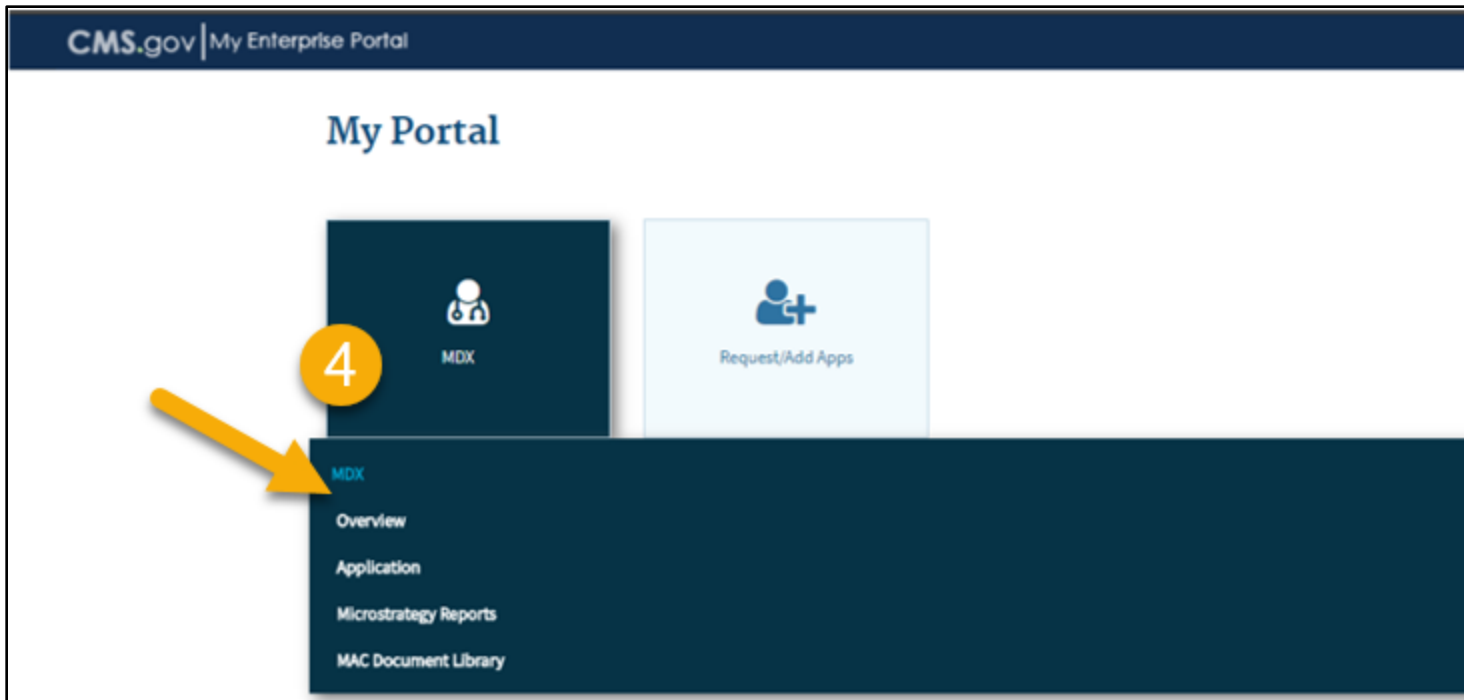 CMS.gov My Enterprise Portal
My Portal
4
MDX
Request/Add Apps
MDX
Overview
Application
Microstrategy Reports
MAC Document Library